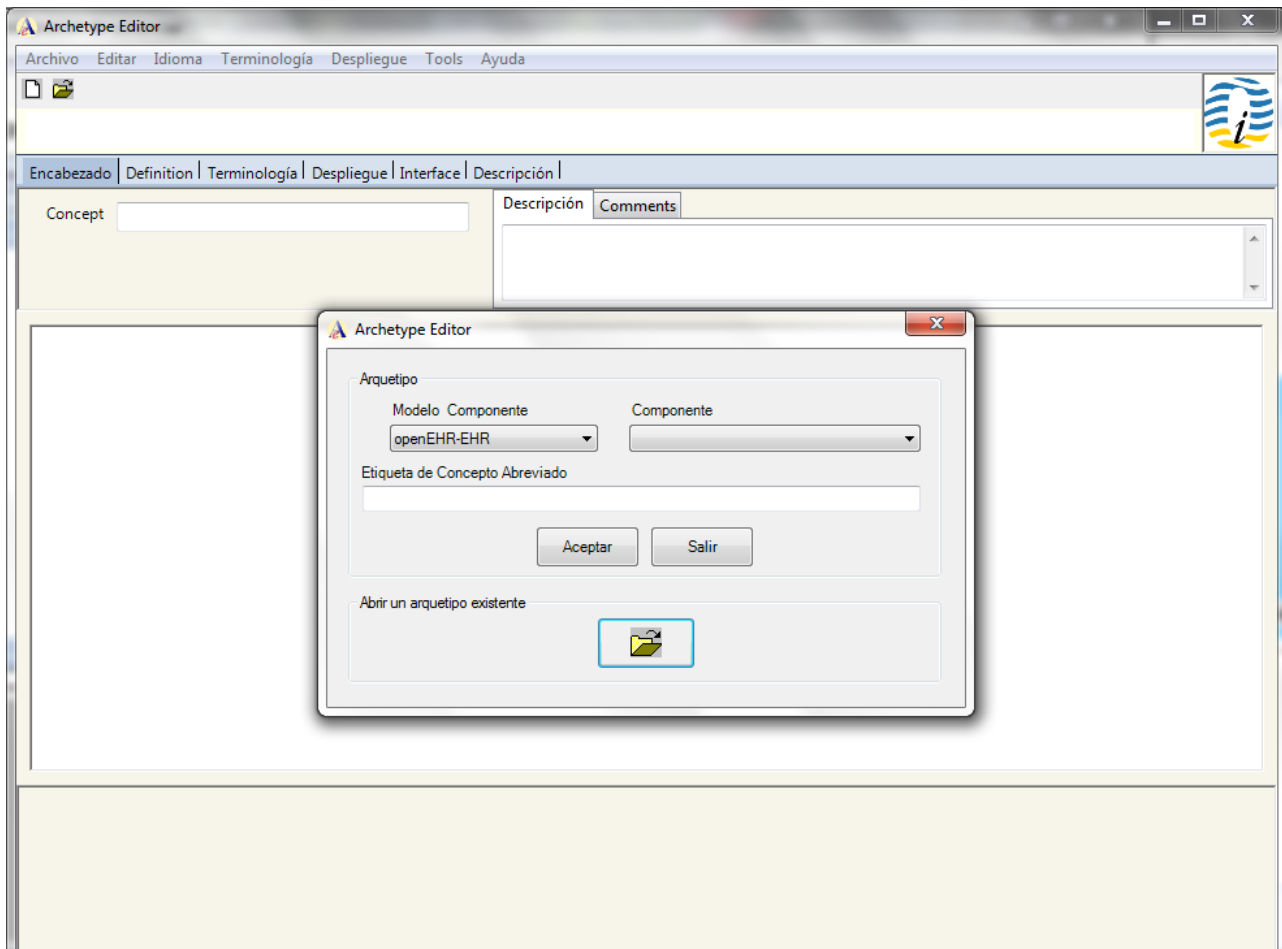 Archetype Editor
Archivo Editar Idioma Terminología Despliegue Tools Ayuda
i
Encabezado Definition Terminología Despliegue Interface Descripción
Concept
Descripción Comments
Archetype Editor
Arquetipo
Modelo Componente Componente
openEHR-EHR
Etiqueta de Concepto Abreviado
Aceptar Salir
Abrir un arquetipo existente